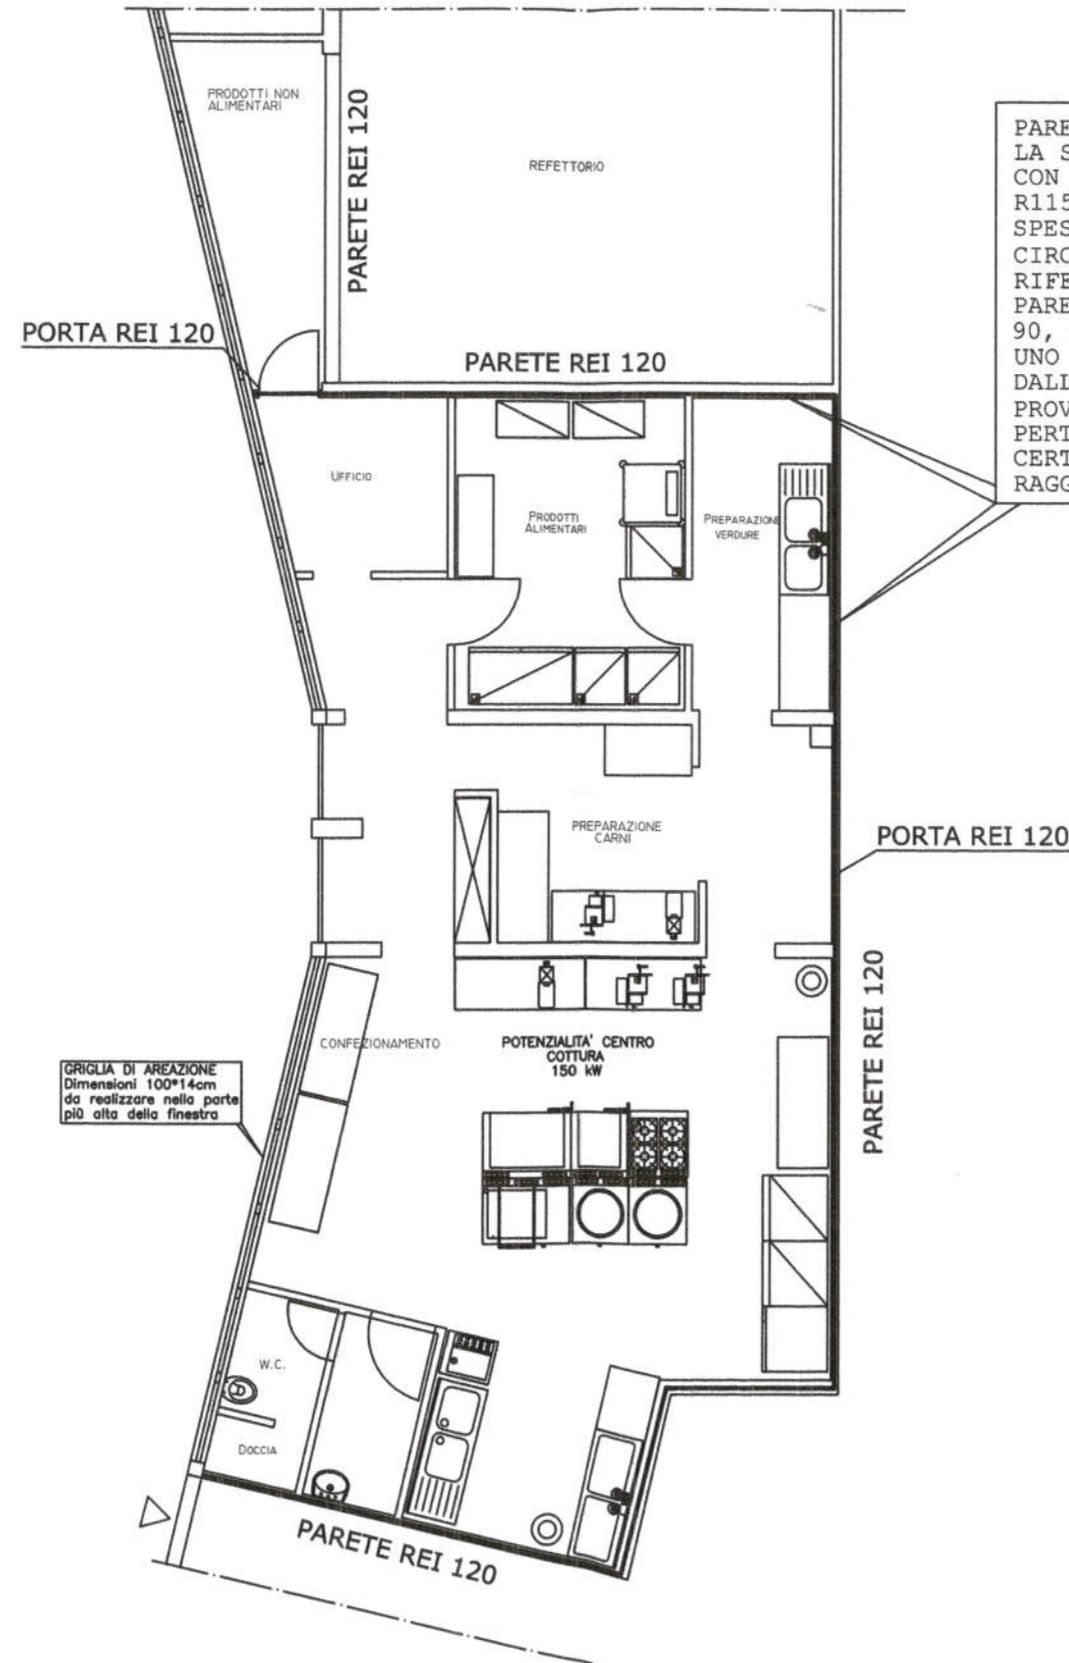 PRODOTTI NON
ALIMENTARI
PARETE REI 120
REFETTORIO
PARE
LA S
CON
R115
SPES
CIRC
RIFE
PARE
90,
UNO
DALL
PROV
PERT
CERT
RAGG
PORTA REI 120
PARETE REI 120
UFFICIO
PRODOTTI
ALIMENTARI
PREPARAZIONE
VERDURE
PREPARAZIONE
CARNI
PORTA REI 120
PARETE REI 120
CONFEZIONAMENTO
POTENZIALITA' CENTRO
COTTURA
150 kW
GRIGLIA DI AREAZIONE
Dimensioni 100*14cm
da realizzare nella parte
più alta della finestra
W.C.
DOCCIA
PARETE REI 120